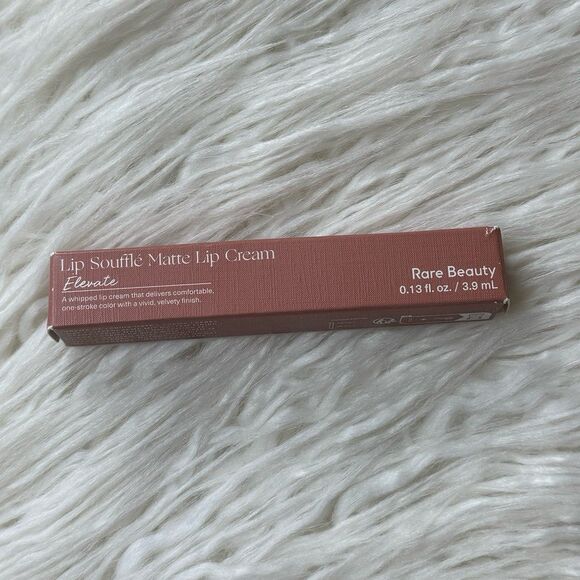 Lip Soufflé Matte Lip Cream
Elevate
A whipped lip cream that delivers comfortable,
one-stroke color with a vivid, velvety finish.
Rare Beauty
0.13 fl. oz. / 3.9 mL